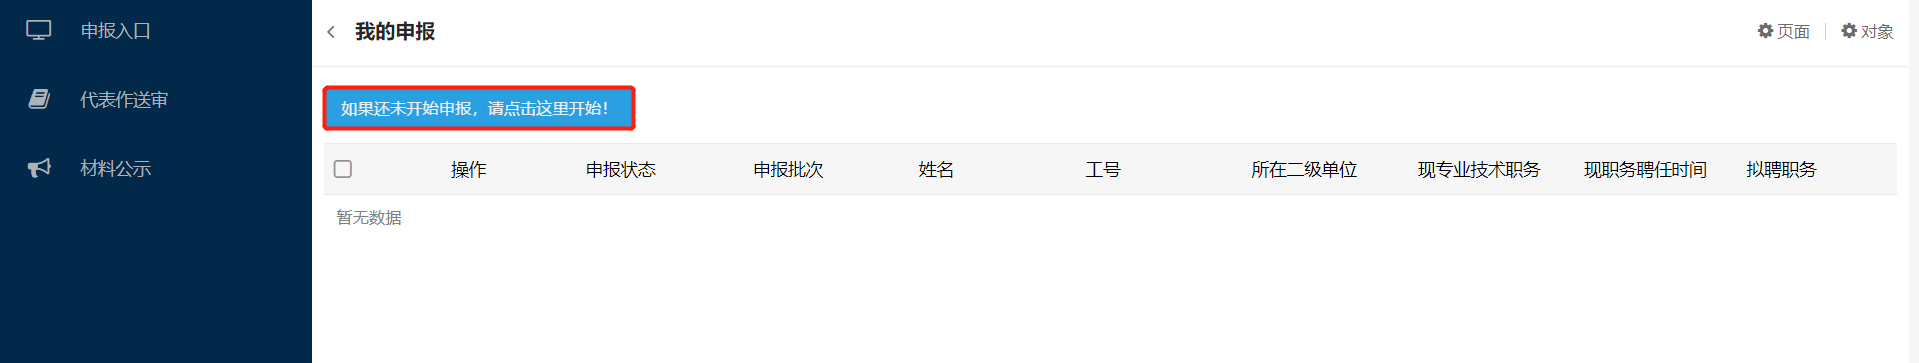 申报入口
代表作送审
材料公示
我的申报
页面
对象
如果还未开始申报，请点击这里开始！
操作 申报状态 申报批次 姓名 工号 所在二级单位 现专业技术职务 现职务聘任时间 拟聘职务
暂无数据